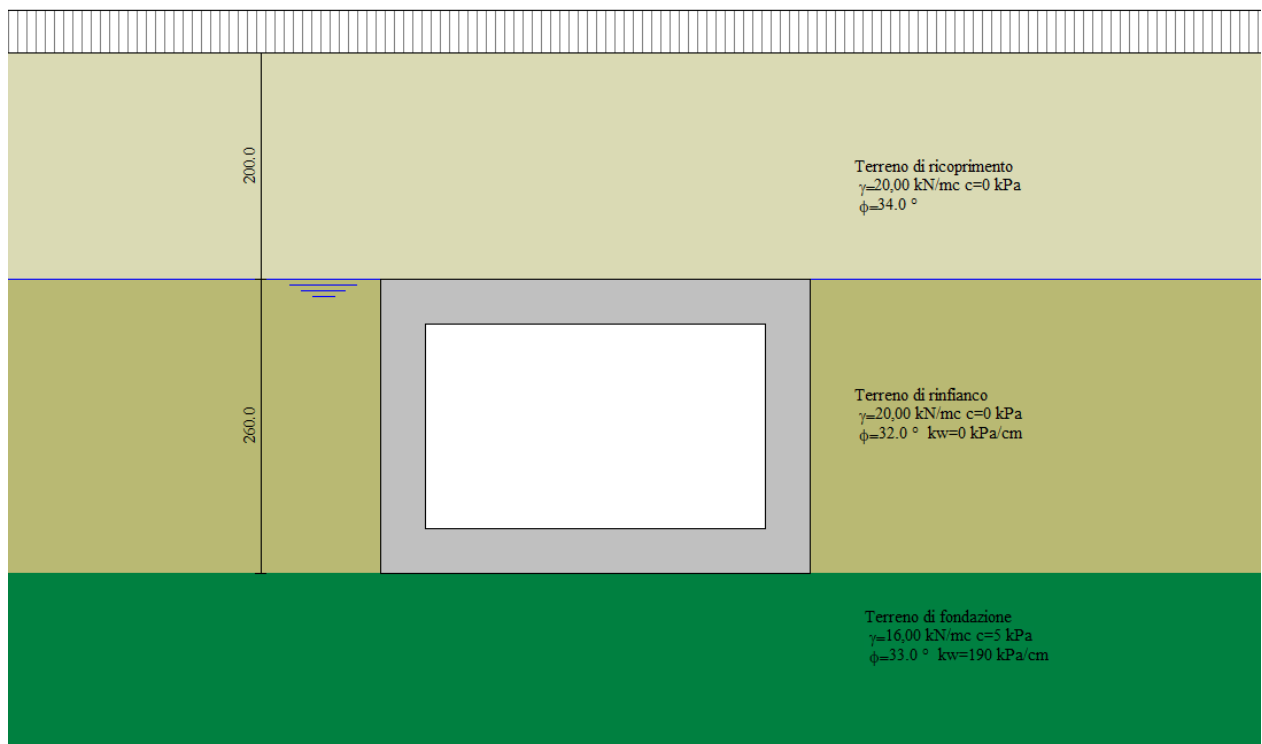 200.0
Terreno di ricoprimento
γ=20,00 kN/mc c=0 kPa
ϕ=34.0 °
260.0
Terreno di rinfianco
γ=20,00 kN/mc c=0 kPa
ϕ=32.0 ° kw=0 kPa/cm
Terreno di fondazione
γ=16,00 kN/mc c=5 kPa
ϕ=33.0 ° kw=190 kPa/cm